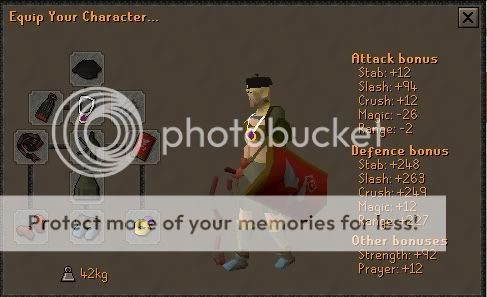 Equip Your Character...
Attack bonus
Stab: +12
Slash: +94
Crush: +12
Magic: -26
Range: -2
photobucket
Defence bonus
Stab: +248
Slash: +263
Crush: +249
Magic: +12
Protect more of your memories for less!
Other bonuses
Strength: +92
Prayer: +12
42kg